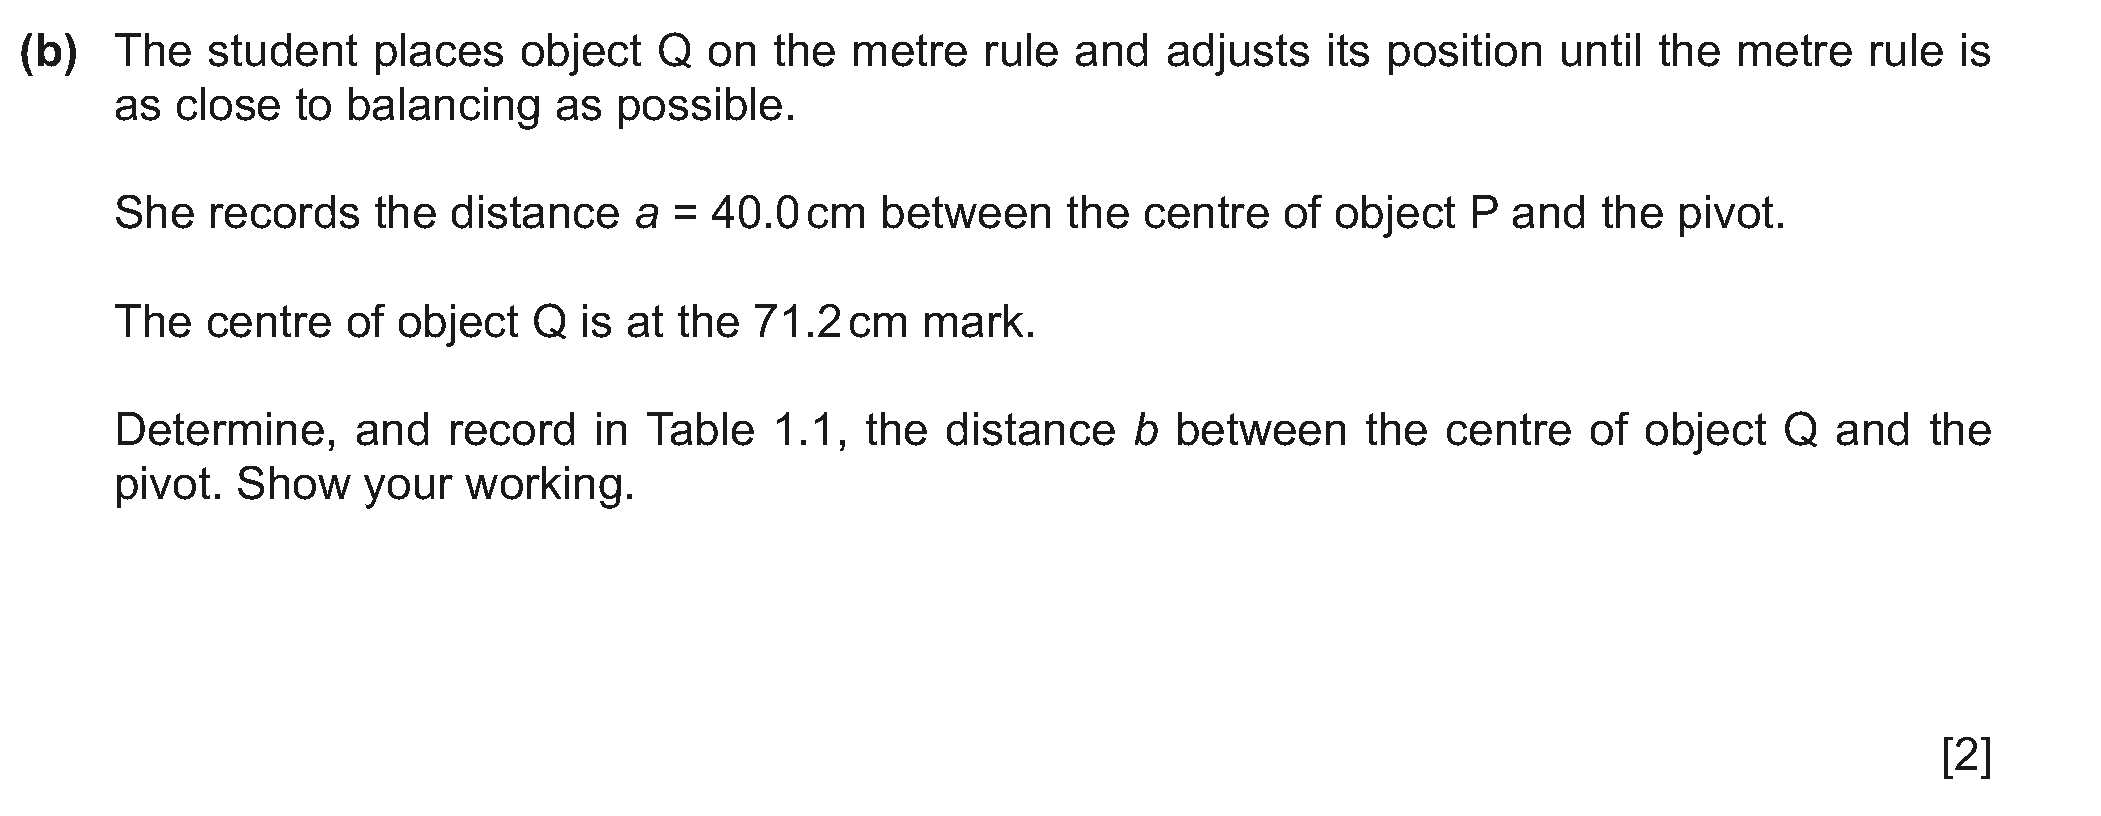 (b) The student places object Q on the metre rule and adjusts its position until the metre rule is
as close to balancing as possible.
She records the distance a = 40.0 cm between the centre of object P and the pivot.
The centre of object Q is at the 71.2 cm mark.
Determine, and record in Table 1.1, the distance b between the centre of object Q and the
pivot. Show your working.
[2]